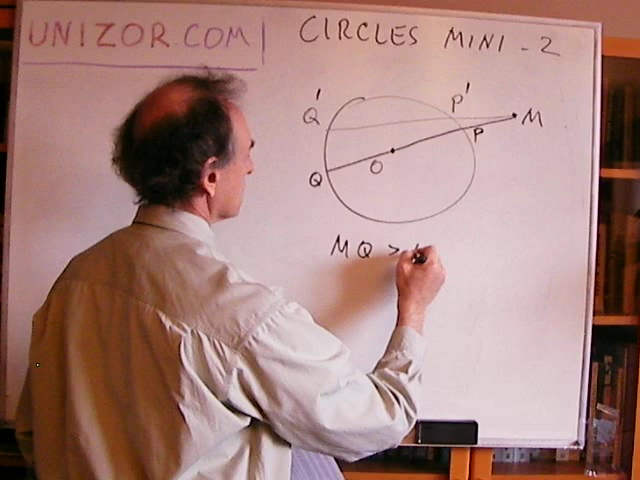 UNIZOR.COM
CIRCLES MINI - 2
Q' P' M
P
Q O
MQ >